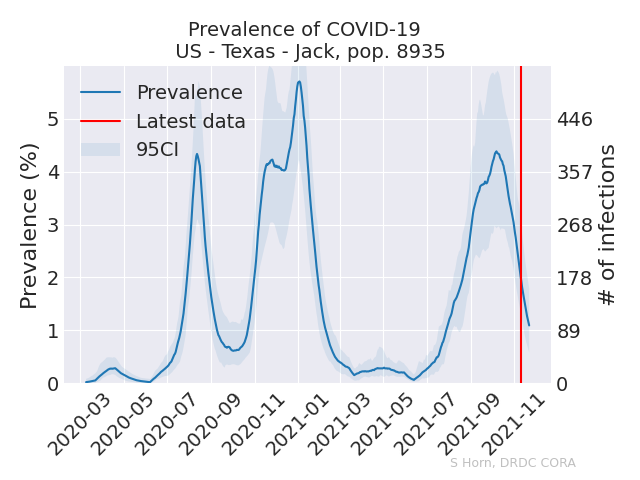 Prevalence of COVID-19
US - Texas - Jack, pop. 8935
Prevalence
Latest data
95CI
Prevalence (%)
5
4
3
2
1
0
# of infections
446
357
268
178
89
0
2020-03
2020-05
2020-07
2020-09
2020-11
2021-01
2021-03
2021-05
2021-07
2021-09
2021-11
S Horn, DRDC CORA